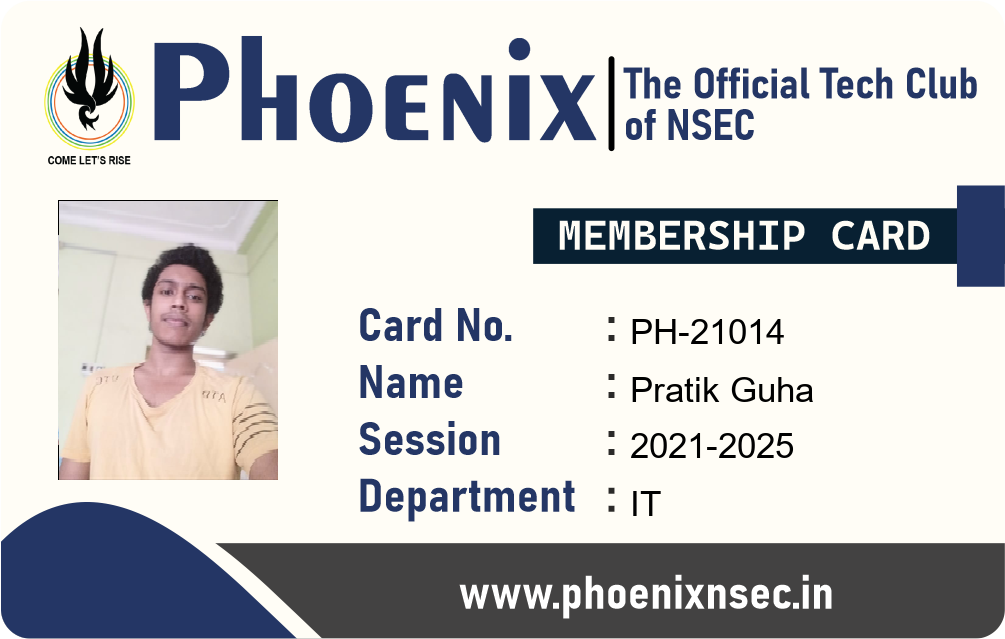 PHOENIX
The Official Tech Club
of NSEC
COME LET'S RISE
MEMBERSHIP CARD
Card No. : PH-21014
Name : Pratik Guha
Session : 2021-2025
Department : IT
www.phoenixnsec.in